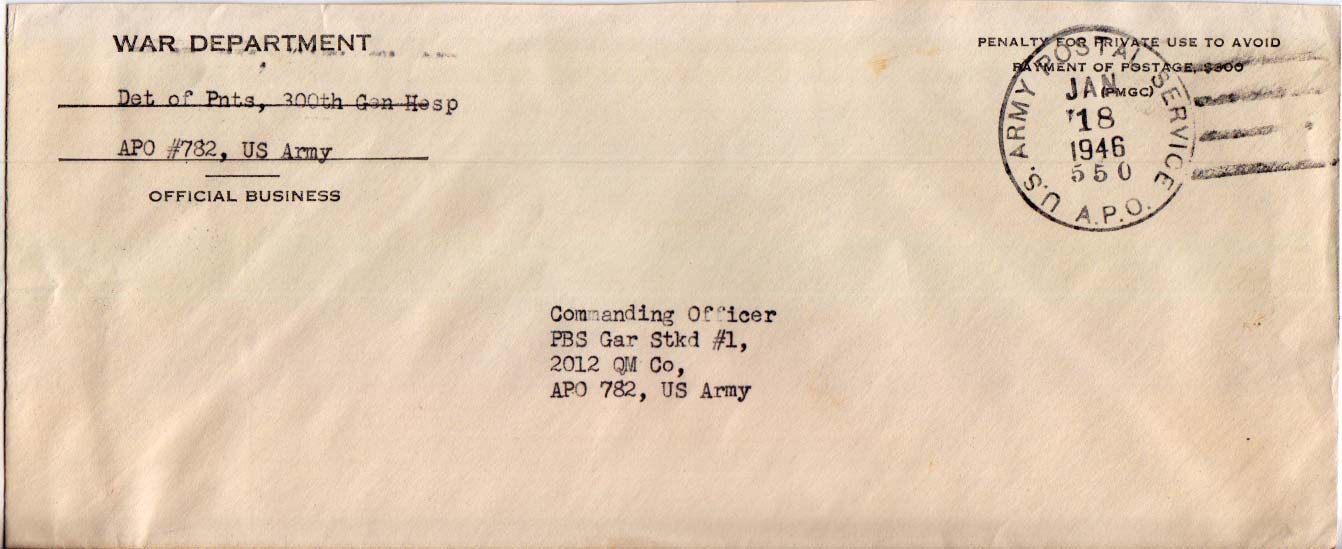 WAR DEPARTMENT
Det of Pnts, 300th Gen Hosp
APO #782, US Army
OFFICIAL BUSINESS
PENALTY FOR PRIVATE USE TO AVOID
PAYMENT OF POSTAGE, $300
(PMGC)
U.S. ARMY POSTAL SERVICE
A.P.O.
JAN
18
1946
550
Commanding Officer
PBS Gar Stkd #1,
2012 QM Co,
APO 782, US Army